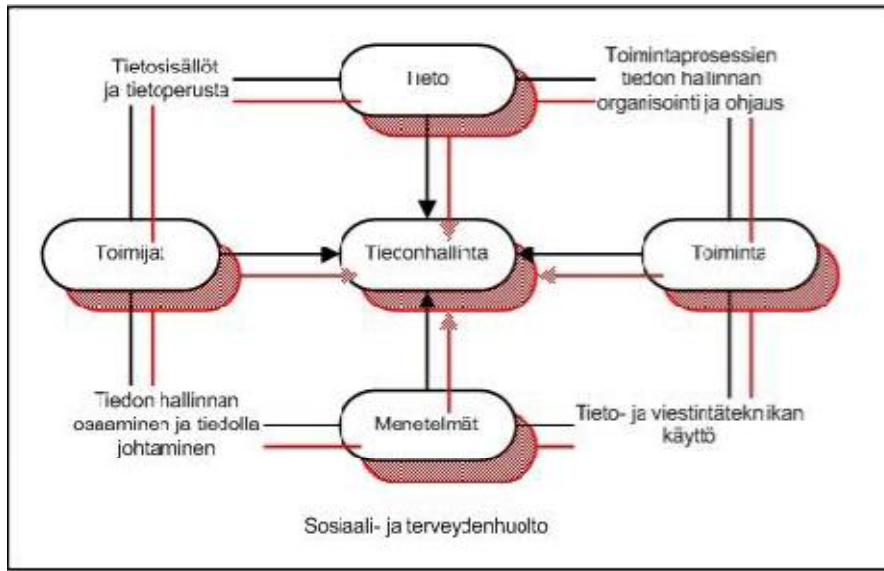 Tietosisällöt
ja tietoperusta
Tieto
Toimintaprosessien
tiedon hallinnan
organisointi ja ohjaus
Toimijat
Tieconhallinta
Toiminta
Tiedon hallinnan
osaaminen ja tiedolla
johtaminen
Menetelmät
Tieto- ja viestintätekniikan
käyttö
Sosiaali- ja terveydenhuolto